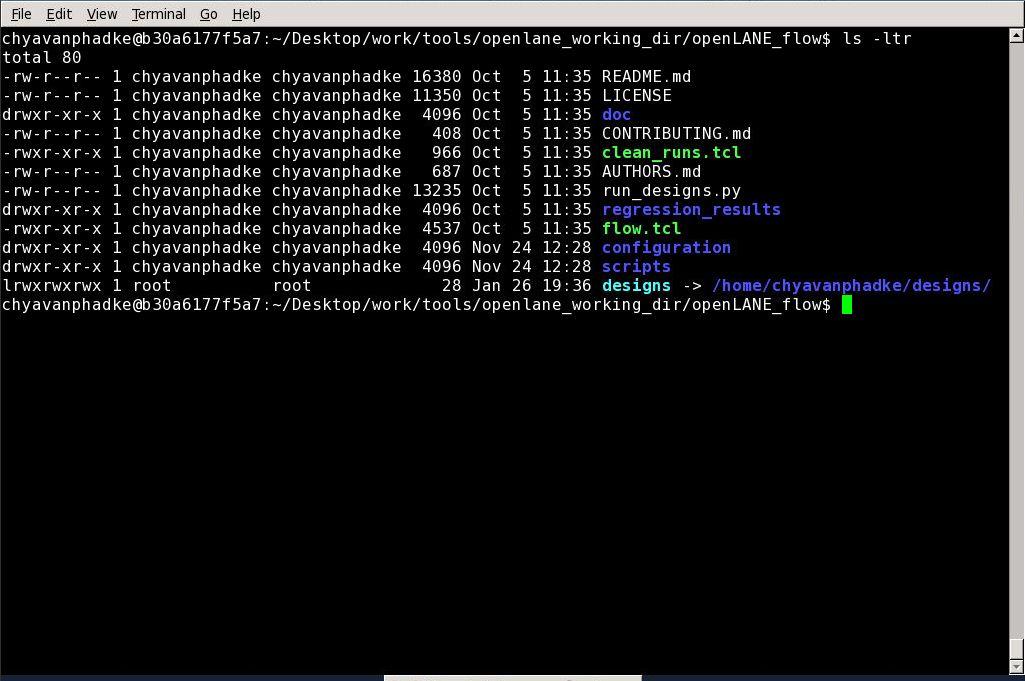 File Edit View Terminal Go Help
chyavanphadke@b30a6177f5a7:~/Desktop/work/tools/openlane_working_dir/openLANE_flow$ ls -ltr
total 80
-rw-r--r-- 1 chyavanphadke chyavanphadke 16380 Oct  5 11:35 README.md
-rw-r--r-- 1 chyavanphadke chyavanphadke 11350 Oct  5 11:35 LICENSE
drwxr-xr-x 1 chyavanphadke chyavanphadke  4096 Oct  5 11:35 doc
-rw-r--r-- 1 chyavanphadke chyavanphadke   408 Oct  5 11:35 CONTRIBUTING.md
-rwxr-xr-x 1 chyavanphadke chyavanphadke   966 Oct  5 11:35 clean_runs.tcl
-rw-r--r-- 1 chyavanphadke chyavanphadke   687 Oct  5 11:35 AUTHORS.md
-rw-r--r-- 1 chyavanphadke chyavanphadke 13235 Oct  5 11:35 run_designs.py
drwxr-xr-x 1 chyavanphadke chyavanphadke  4096 Oct  5 11:35 regression_results
-rwxr-xr-x 1 chyavanphadke chyavanphadke  4537 Oct  5 11:35 flow.tcl
drwxr-xr-x 1 chyavanphadke chyavanphadke  4096 Nov 24 12:28 configuration
drwxr-xr-x 1 chyavanphadke chyavanphadke  4096 Nov 24 12:28 scripts
lrwxrwxrwx 1 root          root             28 Jan 26 19:36 designs -> /home/chyavanphadke/designs/
chyavanphadke@b30a6177f5a7:~/Desktop/work/tools/openlane_working_dir/openLANE_flow$